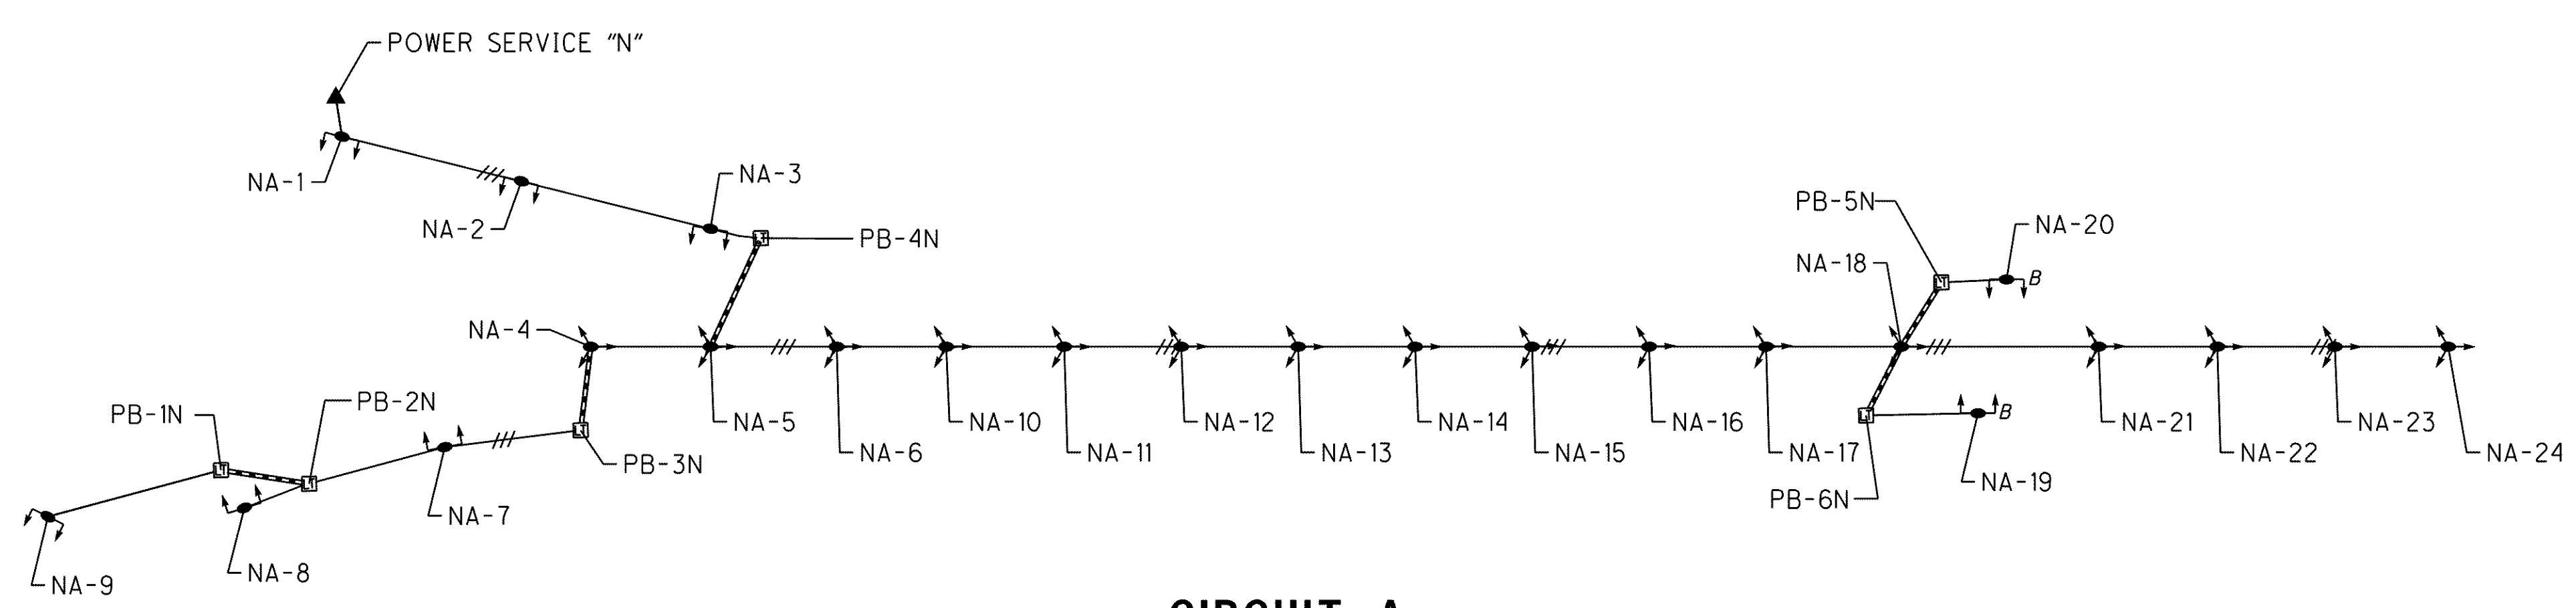 POWER SERVICE "N"
NA-1
NA-2
NA-3
PB-4N
PB-5N
NA-20
B
NA-18
NA-4
NA-5
NA-6
NA-10
NA-11
NA-12
NA-13
NA-14
NA-15
NA-16
NA-17
NA-21
NA-22
NA-23
NA-24
B
NA-19
PB-6N
PB-1N
PB-2N
PB-3N
NA-7
NA-8
NA-9
CIRCUIT A